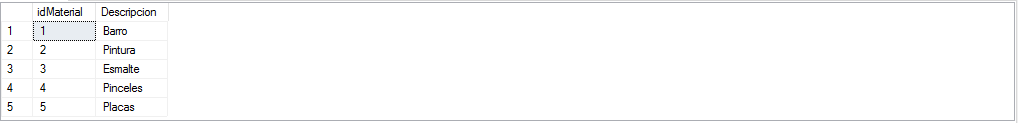 idMaterial Descripcion
1 1 Barro
2 2 Pintura
3 3 Esmalte
4 4 Pinceles
5 5 Placas